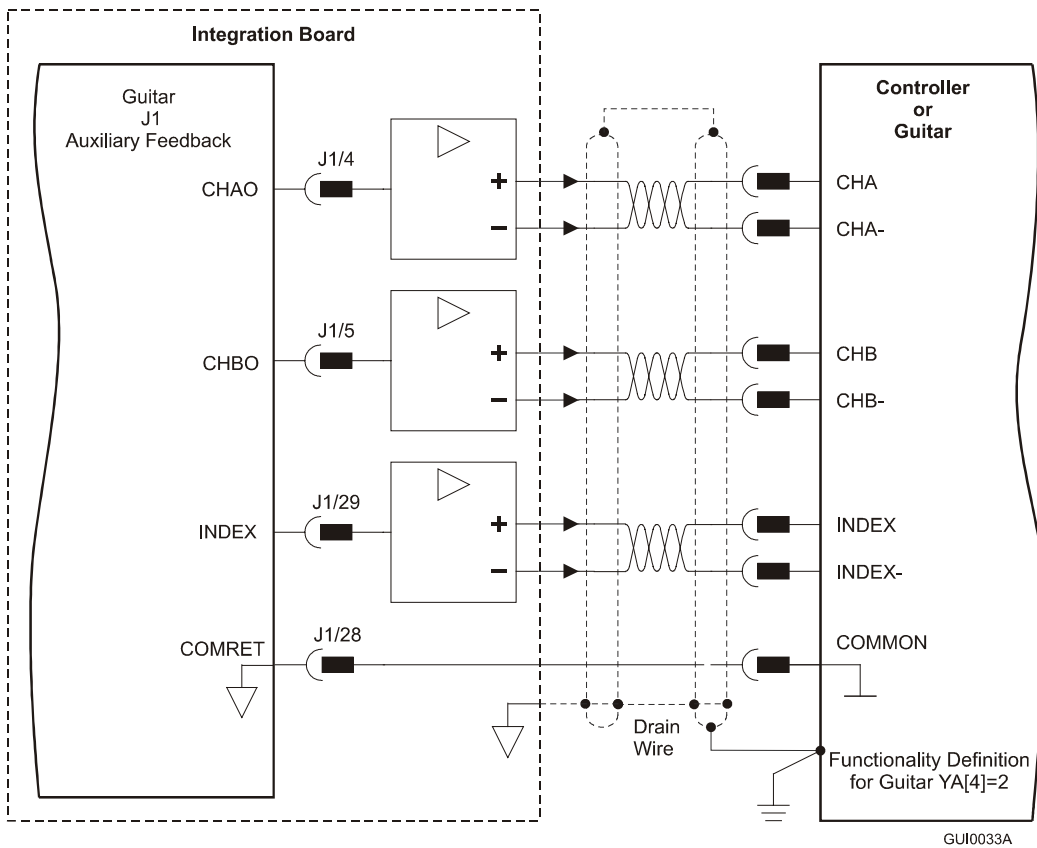 Integration Board
Guitar
J1
Auxiliary Feedback
Controller
or
Guitar
CHAO
J1/4
+
-
CHA
CHA-
CHBO
J1/5
+
-
CHB
CHB-
INDEX
J1/29
+
-
INDEX
INDEX-
COMRET
J1/28
COMMON
Drain
Wire
Functionality Definition
for Guitar YA[4]=2
GUI0033A